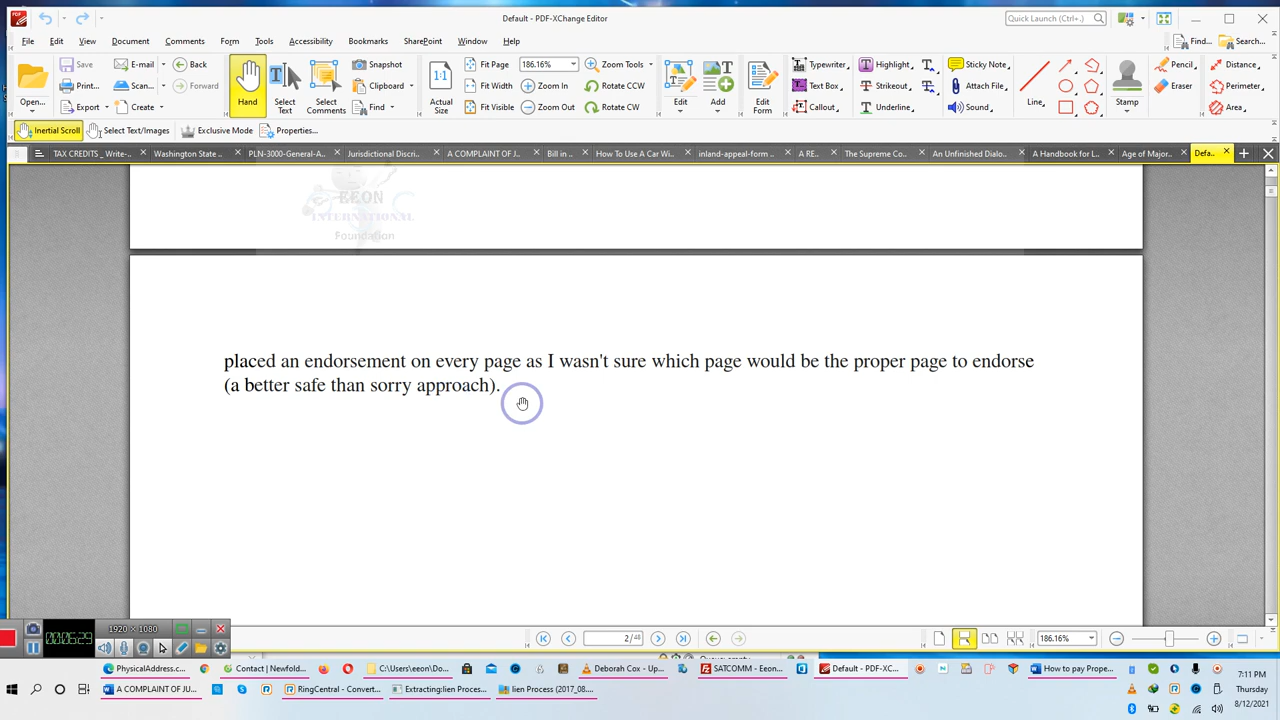 Default - PDF-XChange Editor
Quick Launch (Ctrl+.)
File Edit View Document Comments Form Tools Accessibility Bookmarks SharePoint Window Help
Find... Search...
Save E-mail Back
Print... Scan... Forward
Export Create
Open...
Hand
Select Text
Select Comments
Snapshot
Clipboard
Find
Actual Size
Fit Page 186.16% Zoom Tools
Fit Width Zoom In Rotate CCW
Fit Visible Zoom Out Rotate CW
Edit Add Edit Form
Typewriter Highlight
Text Box Strikeout
Callout Underline
Sticky Note
Attach File
Sound
Line Stamp
Pencil Distance
Eraser Perimeter
Area
Inertial Scroll Select Text/Images Exclusive Mode Properties...
TAX CREDITS _ Write-... Washington State ... PLN-3000-General-A... Jurisdictional Discri... A COMPLAINT OF J... Bill in ... How To Use A Car Wi... inland-appeal-form ... A RE... The Supreme Co... An Unfinished Dialo... A Handbook for L... Age of Major... Defa...
EEON
INTERNATIONAL
Foundation
placed an endorsement on every page as I wasn't sure which page would be the proper page to endorse
(a better safe than sorry approach).
000629
1920 × 1080
2/48
186.16%
PhysicalAddress.c... Contact | Newfold... C:\Users\eeon\Do... Deborah Cox - Up... SATCOMM - Eeon... Default - PDF-XC... How to pay Prope...
A COMPLAINT OF JU... RingCentral - Convert... Extracting:lien Proces... lien Process (2017_08...
7:11 PM
Thursday
8/12/2021